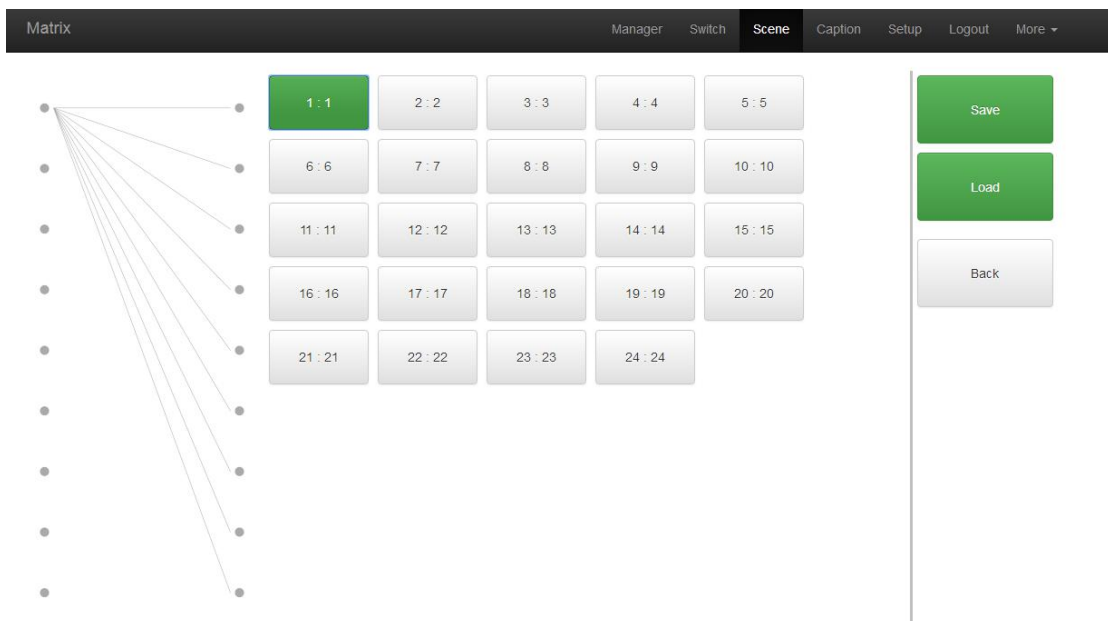 Matrix Manager Switch Scene Caption Setup Logout More
1 : 1 2 : 2 3 : 3 4 : 4 5 : 5 Save
6 : 6 7 : 7 8 : 8 9 : 9 10 : 10
Load
11 : 11 12 : 12 13 : 13 14 : 14 15 : 15
Back
16 : 16 17 : 17 18 : 18 19 : 19 20 : 20
21 : 21 22 : 22 23 : 23 24 : 24